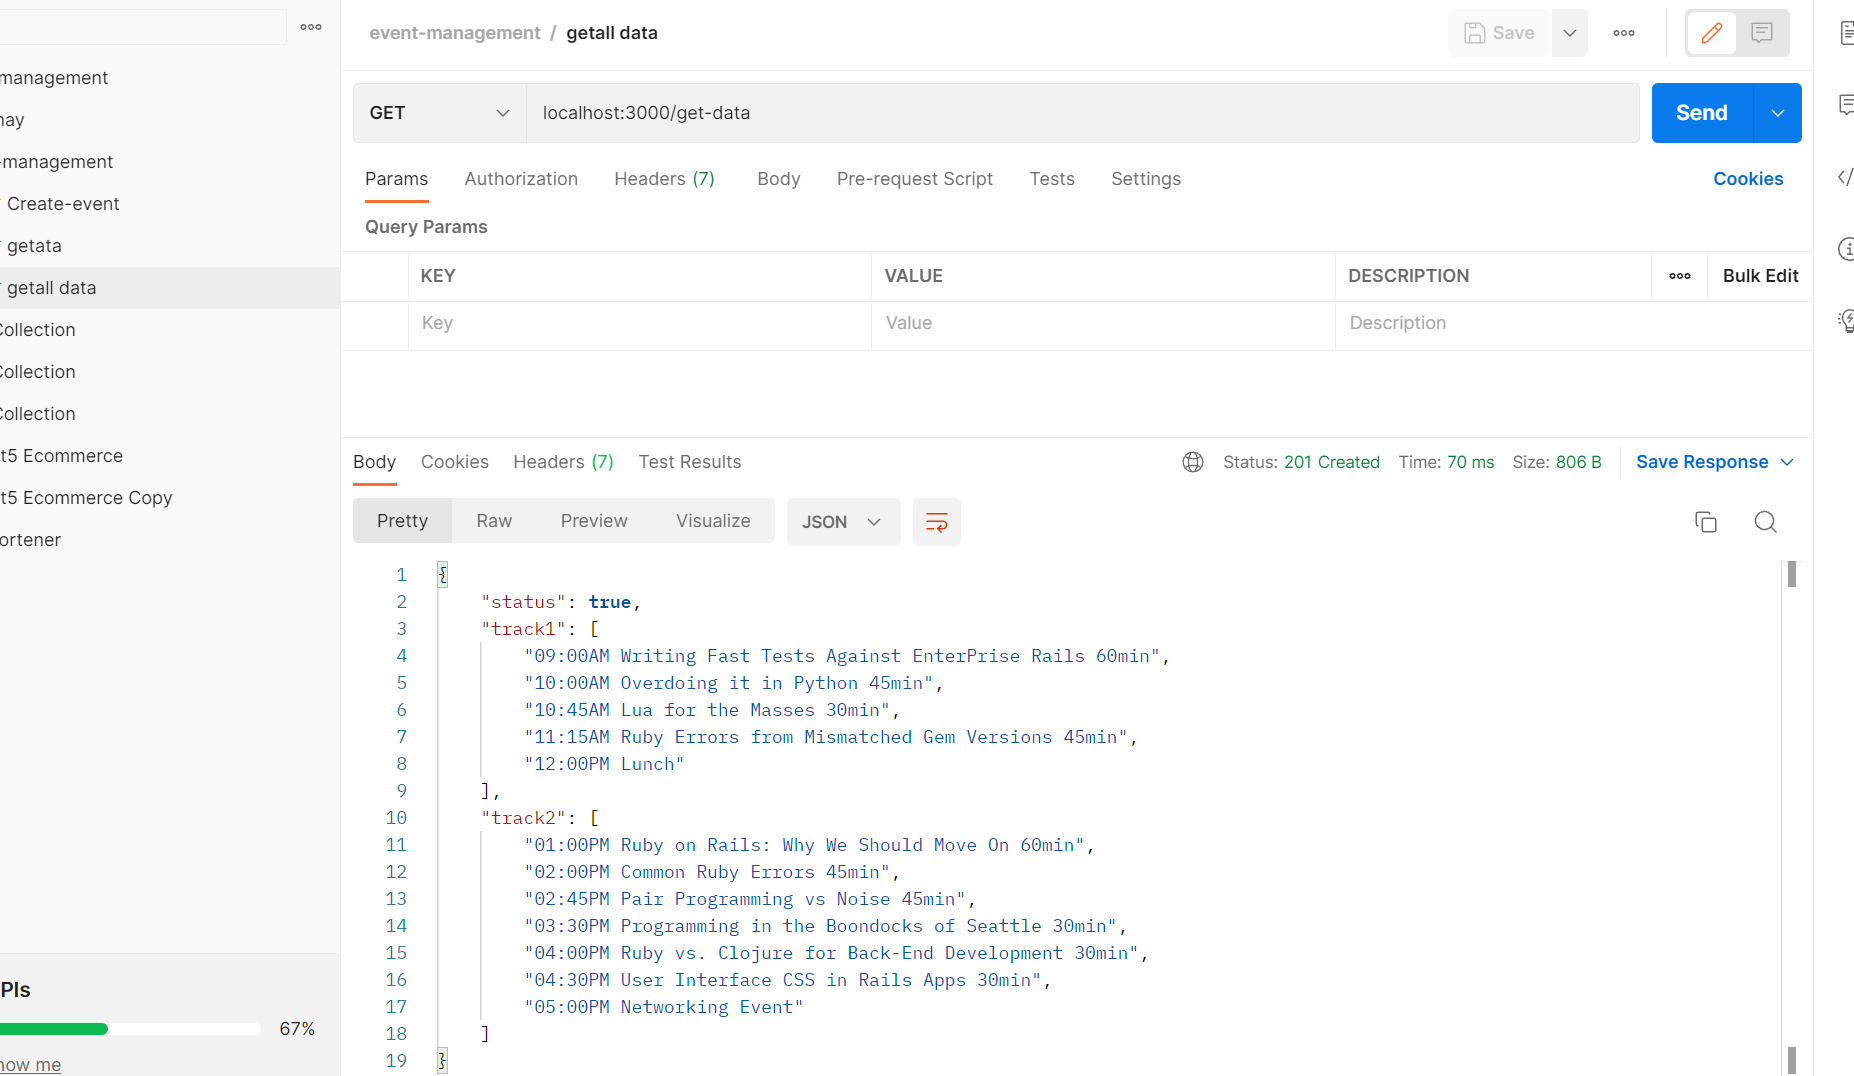 event-management / getall data
Save
management
nay
-management
Create-event
getata
getall data
Collection
Collection
Collection
t5 Ecommerce
t5 Ecommerce Copy
ortener
PIs
67%
now me
GET localhost:3000/get-data Send
Params Authorization Headers (7) Body Pre-request Script Tests Settings Cookies
Query Params
KEY VALUE DESCRIPTION Bulk Edit
Key Value Description
Body Cookies Headers (7) Test Results Status: 201 Created Time: 70 ms Size: 806 B Save Response
Pretty Raw Preview Visualize JSON
1 {
2 "status": true,
3 "track1": [
4 "09:00AM Writing Fast Tests Against EnterPrise Rails 60min",
5 "10:00AM Overdoing it in Python 45min",
6 "10:45AM Lua for the Masses 30min",
7 "11:15AM Ruby Errors from Mismatched Gem Versions 45min",
8 "12:00PM Lunch"
9 ],
10 "track2": [
11 "01:00PM Ruby on Rails: Why We Should Move On 60min",
12 "02:00PM Common Ruby Errors 45min",
13 "02:45PM Pair Programming vs Noise 45min",
14 "03:30PM Programming in the Boondocks of Seattle 30min",
15 "04:00PM Ruby vs. Clojure for Back-End Development 30min",
16 "04:30PM User Interface CSS in Rails Apps 30min",
17 "05:00PM Networking Event"
18 ]
19 }